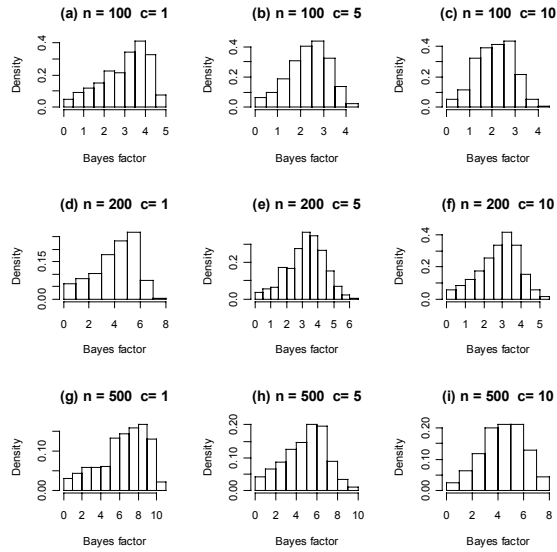 (a) n = 100 c= 1
Density
0.0 0.2 0.4
0 1 2 3 4 5
Bayes factor
(b) n = 100 c= 5
Density
0.0 0.2 0.4
0 1 2 3 4
Bayes factor
(c) n = 100 c= 10
Density
0.0 0.2 0.4
0 1 2 3 4
Bayes factor
(d) n = 200 c= 1
Density
0.00 0.15
0 2 4 6 8
Bayes factor
(e) n = 200 c= 5
Density
0.0 0.2
0 1 2 3 4 5 6
Bayes factor
(f) n = 200 c= 10
Density
0.0 0.2 0.4
0 1 2 3 4 5
Bayes factor
(g) n = 500 c= 1
Density
0.00 0.10
0 2 4 6 8 10
Bayes factor
(h) n = 500 c= 5
Density
0.00 0.10 0.20
0 2 4 6 8 10
Bayes factor
(i) n = 500 c= 10
Density
0.00 0.10 0.20
0 2 4 6 8
Bayes factor